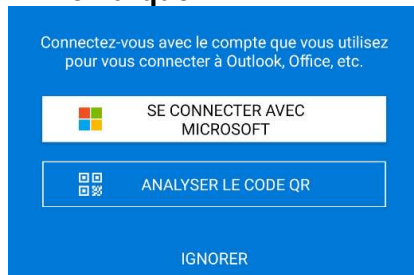 Connectez-vous avec le compte que vous utilisez
pour vous connecter à Outlook, Office, etc.
SE CONNECTER AVEC
MICROSOFT
ANALYSER LE CODE QR
IGNORER